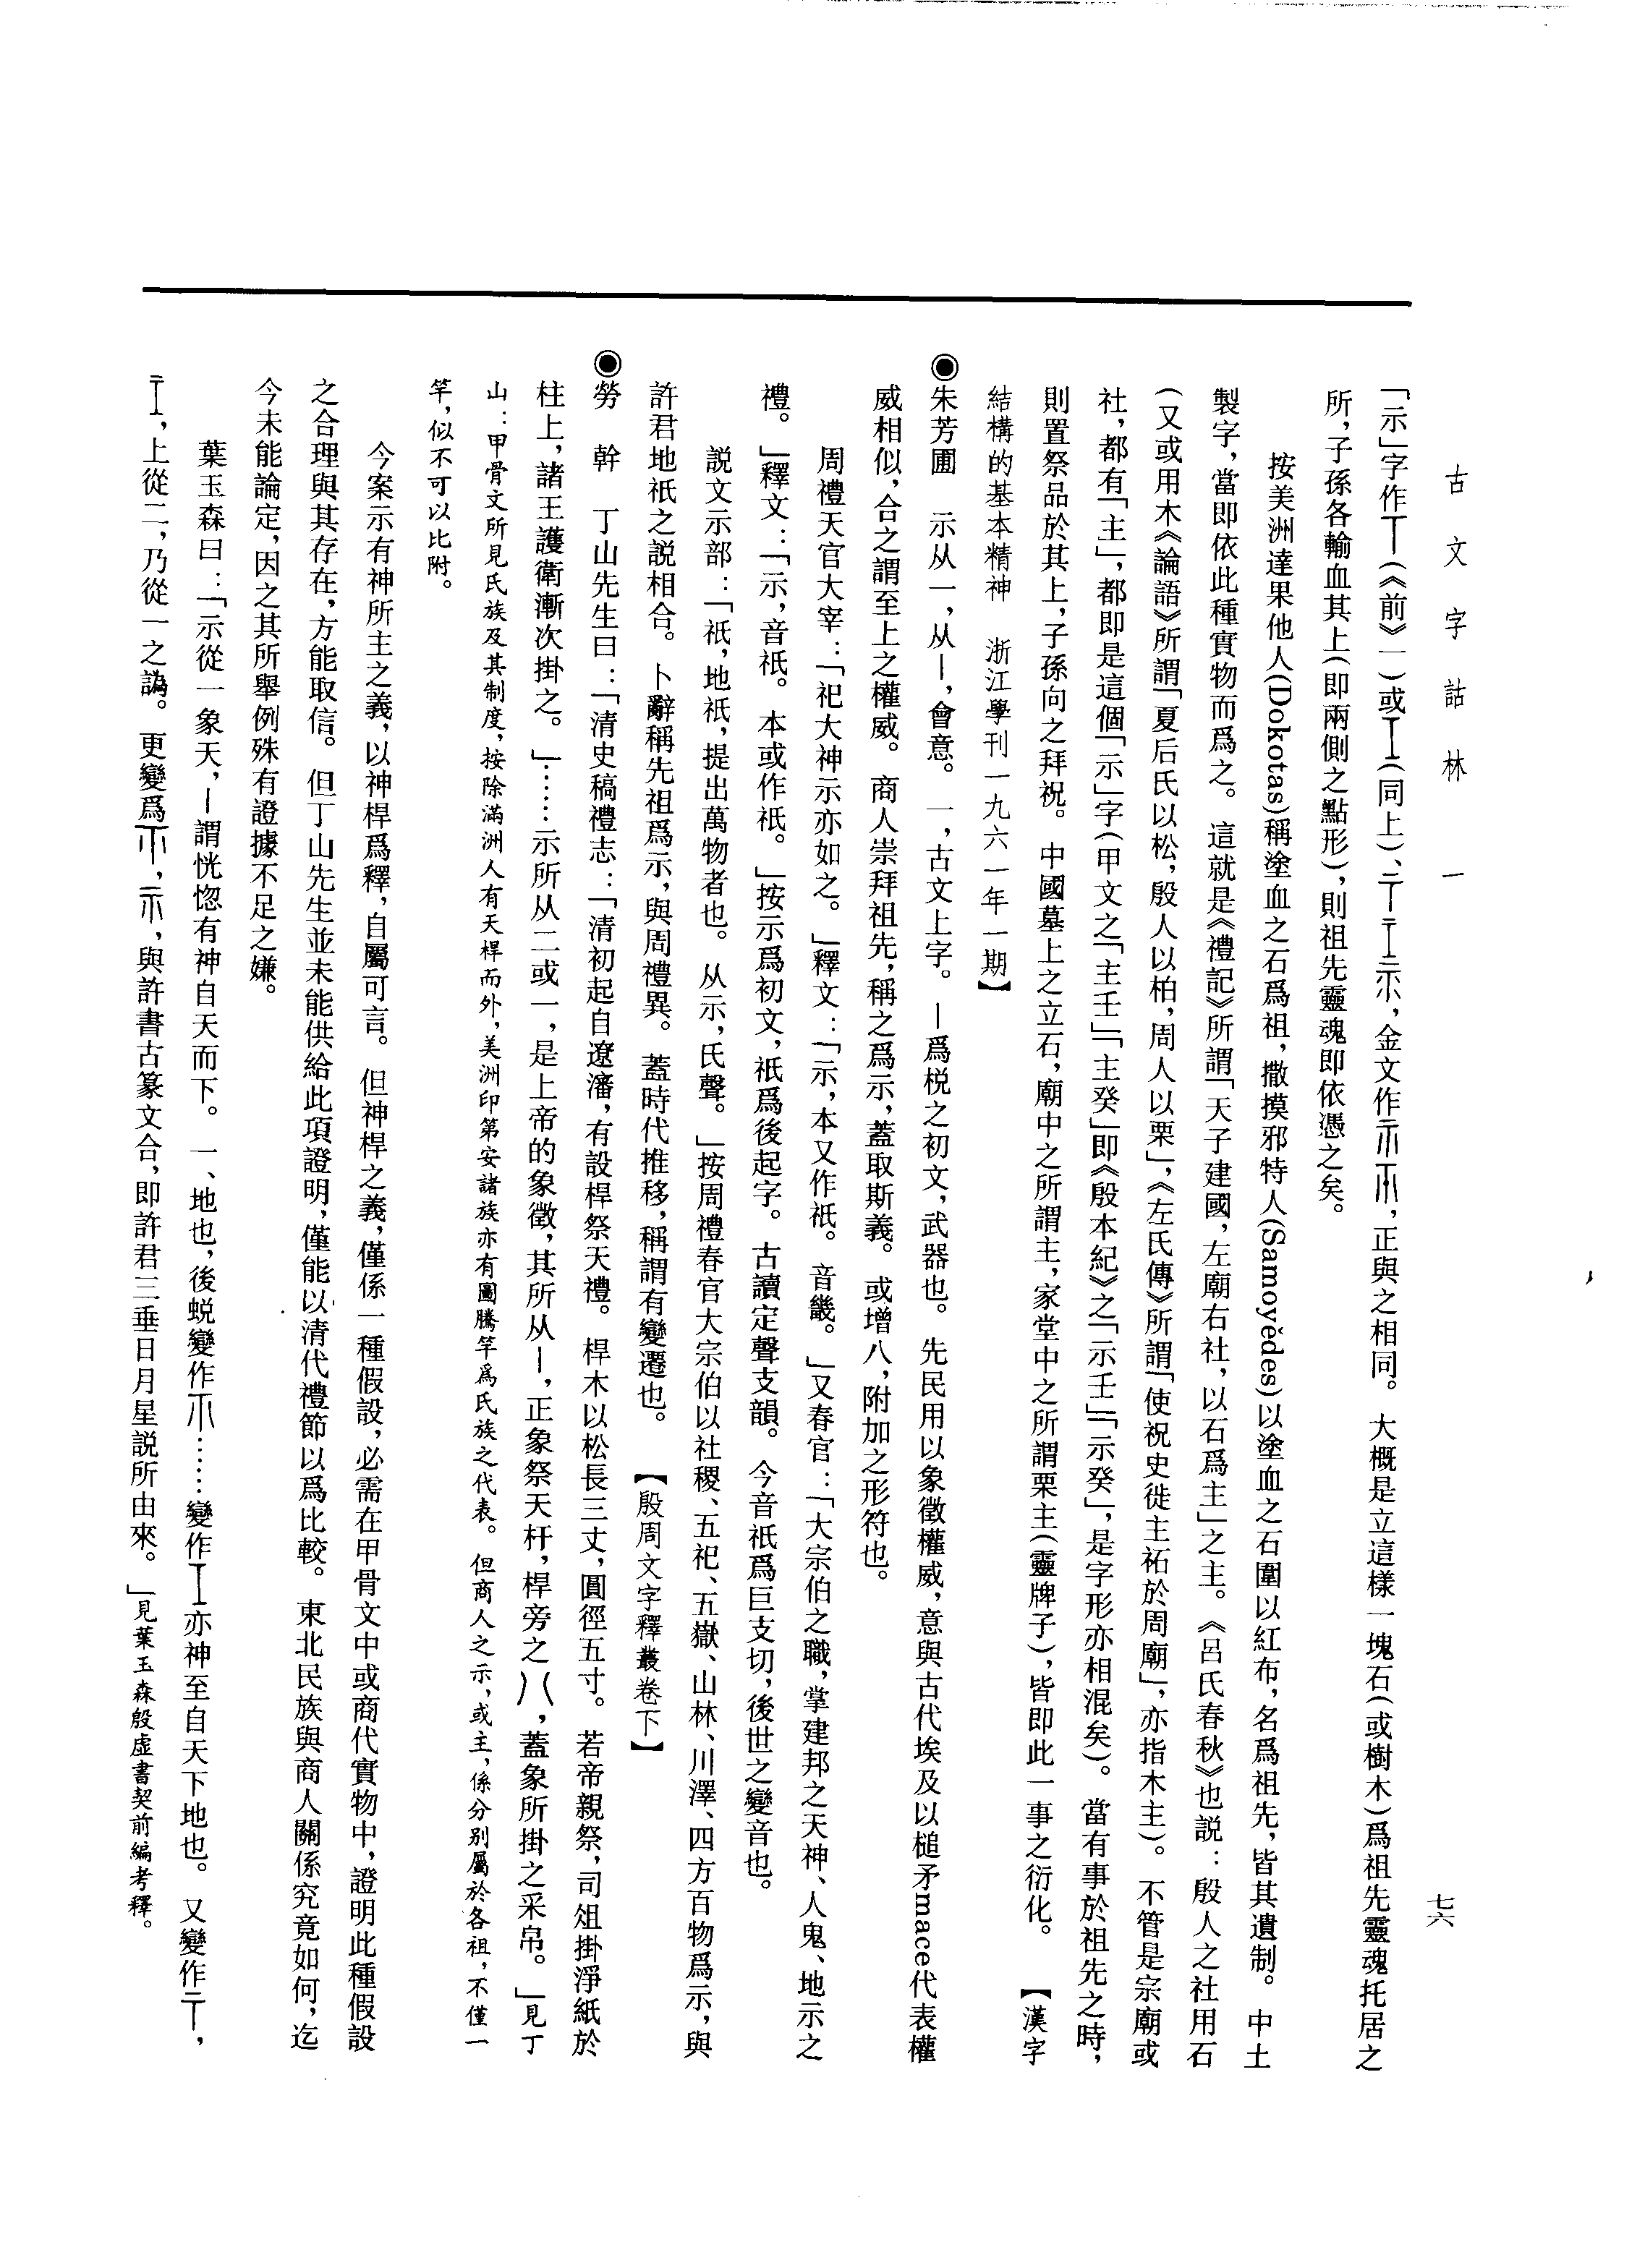 古文字詁林 一
七六
「示」字作（《前》一）或（同上）、，金文作，正與之相同。大概是立這樣一塊石（或樹木）爲祖先靈魂托居之
所，子孫各輸血其上（即兩側之點形），則祖先靈魂即依憑之矣。
按美洲達果他人(Dokotas)稱塗血之石爲祖，撒摸邪特人(Samoyĕdes)以塗血之石圍以紅布，名爲祖先，皆其遺制。中土
製字，當即依此種實物而爲之。這就是《禮記》所謂「天子建國，左廟右社，以石爲主」之主。《呂氏春秋》也説：殷人之社用石
（又或用木《論語》所謂「夏后氏以松，殷人以柏，周人以栗」，《左氏傳》所謂「使祝史徙主祏於周廟」，亦指木主）。不管是宗廟或
社，都有「主」，都即是這個「示」字（甲文之「主壬」「主癸」即《殷本紀》之「示壬」「示癸」，是字形亦相混矣）。當有事於祖先之時，
則置祭品於其上，子孫向之拜祝。中國墓上之立石，廟中之所謂主，家堂中之所謂栗主（靈牌子），皆即此一事之衍化。【漢字
結構的基本精神 浙江學刊一九六一年一期】
◉朱芳圃 示从一，从丨，會意。一，古文上字。丨爲棁之初文，武器也。先民用以象徵權威，意與古代埃及以槌矛mace代表權
威相似，合之謂至上之權威。商人崇拜祖先，稱之爲示，蓋取斯義。或增八，附加之形符也。
周禮天官大宰：「祀大神示亦如之。」釋文：「示，本又作祇。音畿。」又春官：「大宗伯之職，掌建邦之天神、人鬼、地示之
禮。」釋文：「示，音祇。本或作祇。」按示爲初文，祇爲後起字。古讀定聲支韻。今音祇爲巨支切，後世之變音也。
説文示部：「祇，地祇，提出萬物者也。从示，氏聲。」按周禮春官大宗伯以社稷、五祀、五嶽、山林、川澤、四方百物爲示，與
許君地祇之説相合。卜辭稱先祖爲示，與周禮異。蓋時代推移，稱謂有變遷也。【殷周文字釋叢卷下】
◉勞　榦　丁山先生曰：「清史稿禮志：「清初起自遼瀋，有設桿祭天禮。桿木以松長三丈，圓徑五寸。若帝親祭，司俎掛淨紙於
柱上，諸王護衛漸次掛之。」……示所从二或一，是上帝的象徵，其所从丨，正象祭天杆，桿旁之八，蓋象所掛之采帛。」見丁
山：甲骨文所見氏族及其制度，按除滿洲人有天桿而外，美洲印第安諸族亦有圖騰竿爲氏族之代表。但商人之示，或主，係分别屬於各祖，不僅一
竿，似不可以比附。
今案示有神所主之義，以神桿爲釋，自屬可言。但神桿之義，僅係一種假設，必需在甲骨文中或商代實物中，證明此種假設
之合理與其存在，方能取信。但丁山先生並未能供給此項證明，僅能以清代禮節以爲比較。東北民族與商人關係究竟如何，迄
今未能論定，因之其所舉例殊有證據不足之嫌。
葉玉森曰：「示從一象天，丨謂恍惚有神自天而下。一、地也，後蜕變作……變作亦神至自天下地也。又變作，
，上從二，乃從一之譌。更變爲，，與許書古篆文合，即許君三垂日月星説所由來。」見葉玉森殷虛書契前編考釋。